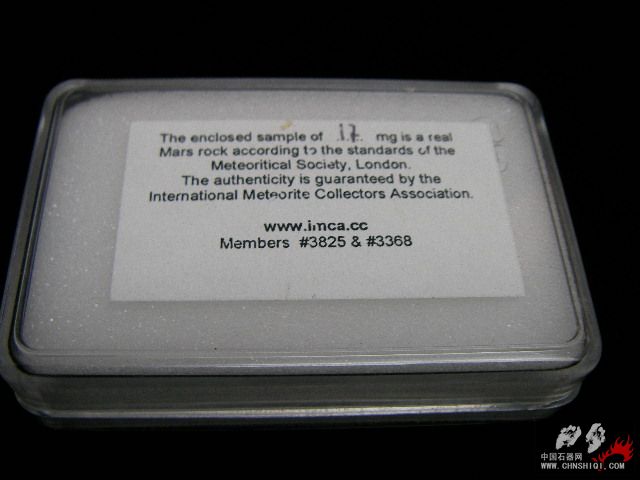 The enclosed sample of 17 mg is a real
Mars rock according to the standards of the
Meteoritical Society, London.
The authenticity is guaranteed by the
International Meteorite Collectors Association.
www.imca.cc
Members #3825 & #3368
中国石器网
WWW.CHNSHIQI.COM